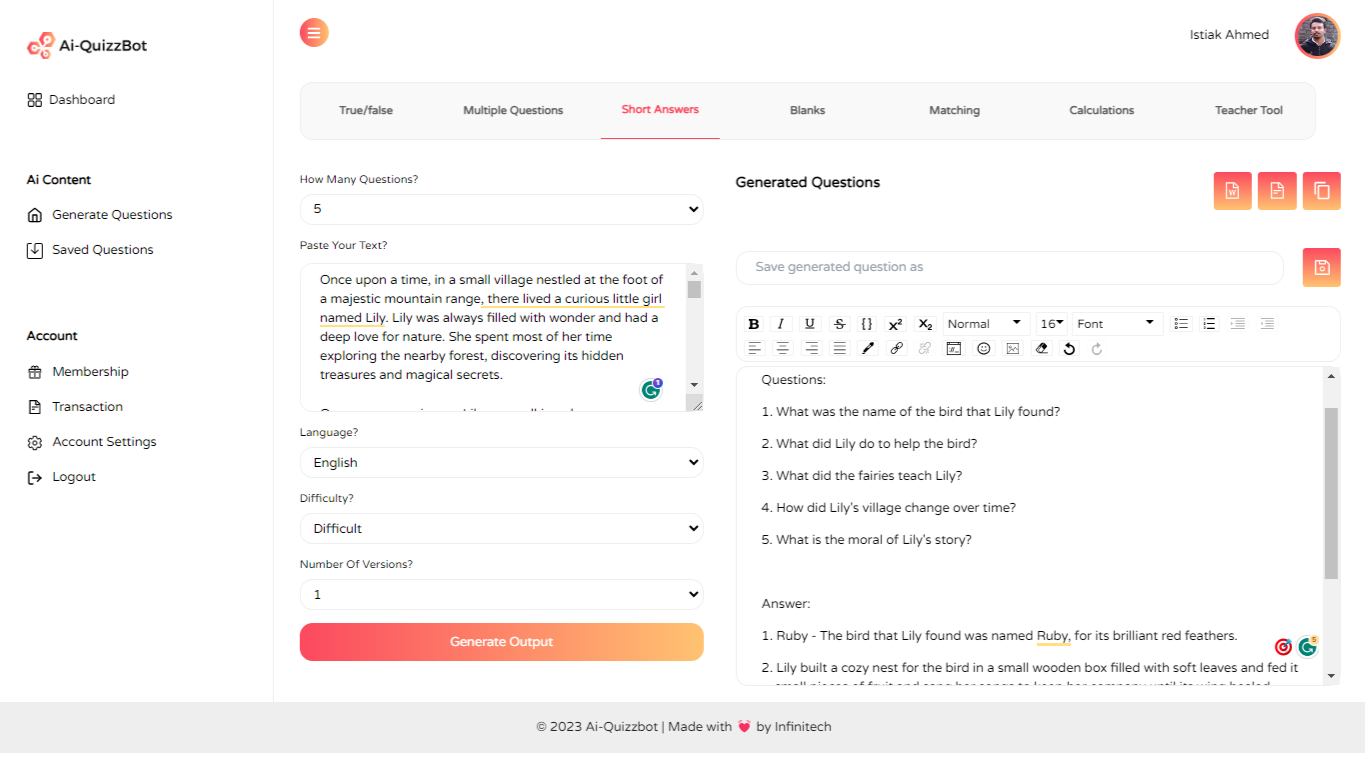 Ai-QuizzBot
Istiak Ahmed
Dashboard
Ai Content
Generate Questions
Saved Questions
Account
Membership
Transaction
Account Settings
Logout
True/false
Multiple Questions
Short Answers
Blanks
Matching
Calculations
Teacher Tool
How Many Questions?
5
Paste Your Text?
Once upon a time, in a small village nestled at the foot of
a majestic mountain range, there lived a curious little girl
named Lily. Lily was always filled with wonder and had a
deep love for nature. She spent most of her time
exploring the nearby forest, discovering its hidden
treasures and magical secrets.
Language?
English
Difficulty?
Difficult
Number Of Versions?
1
Generate Output
Generated Questions
Save generated question as
B I U S {} X² X₂ Normal 16 Font
Questions:
1. What was the name of the bird that Lily found?
2. What did Lily do to help the bird?
3. What did the fairies teach Lily?
4. How did Lily's village change over time?
5. What is the moral of Lily's story?
Answer:
1. Ruby - The bird that Lily found was named Ruby, for its brilliant red feathers.
2. Lily built a cozy nest for the bird in a small wooden box filled with soft leaves and fed it
© 2023 Ai-Quizzbot | Made with by Infinitech